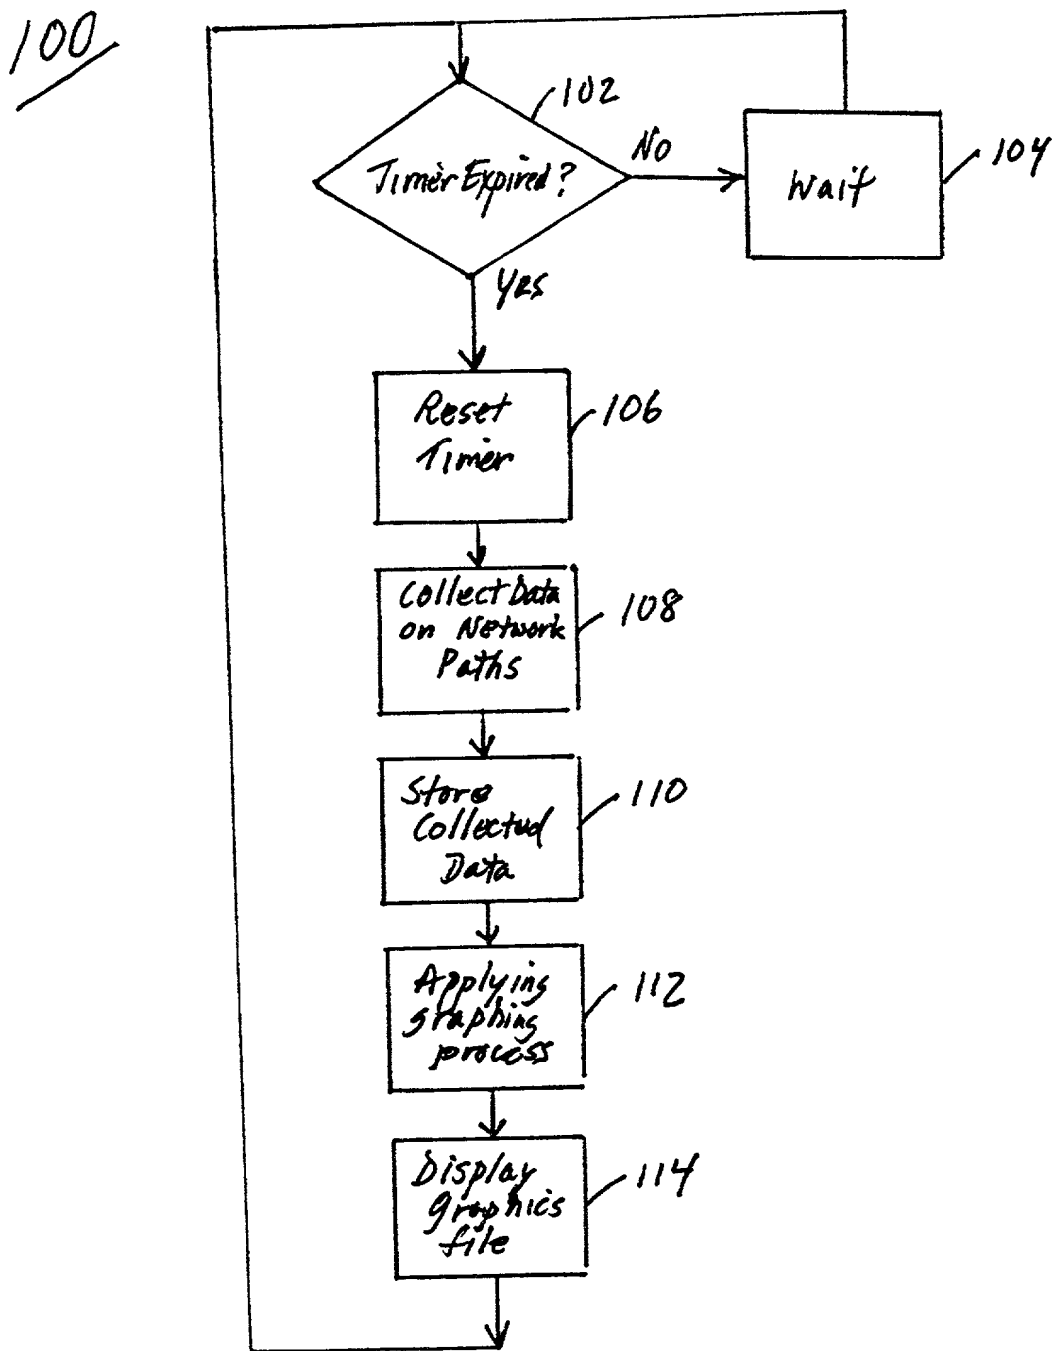 100
102
Timer Expired?
No
Wait
104
Yes
Reset
Timer
106
Collect Data
on Network
Paths
108
Store
Collected
Data
110
Applying
graphing
process
112
Display
Graphics
file
114